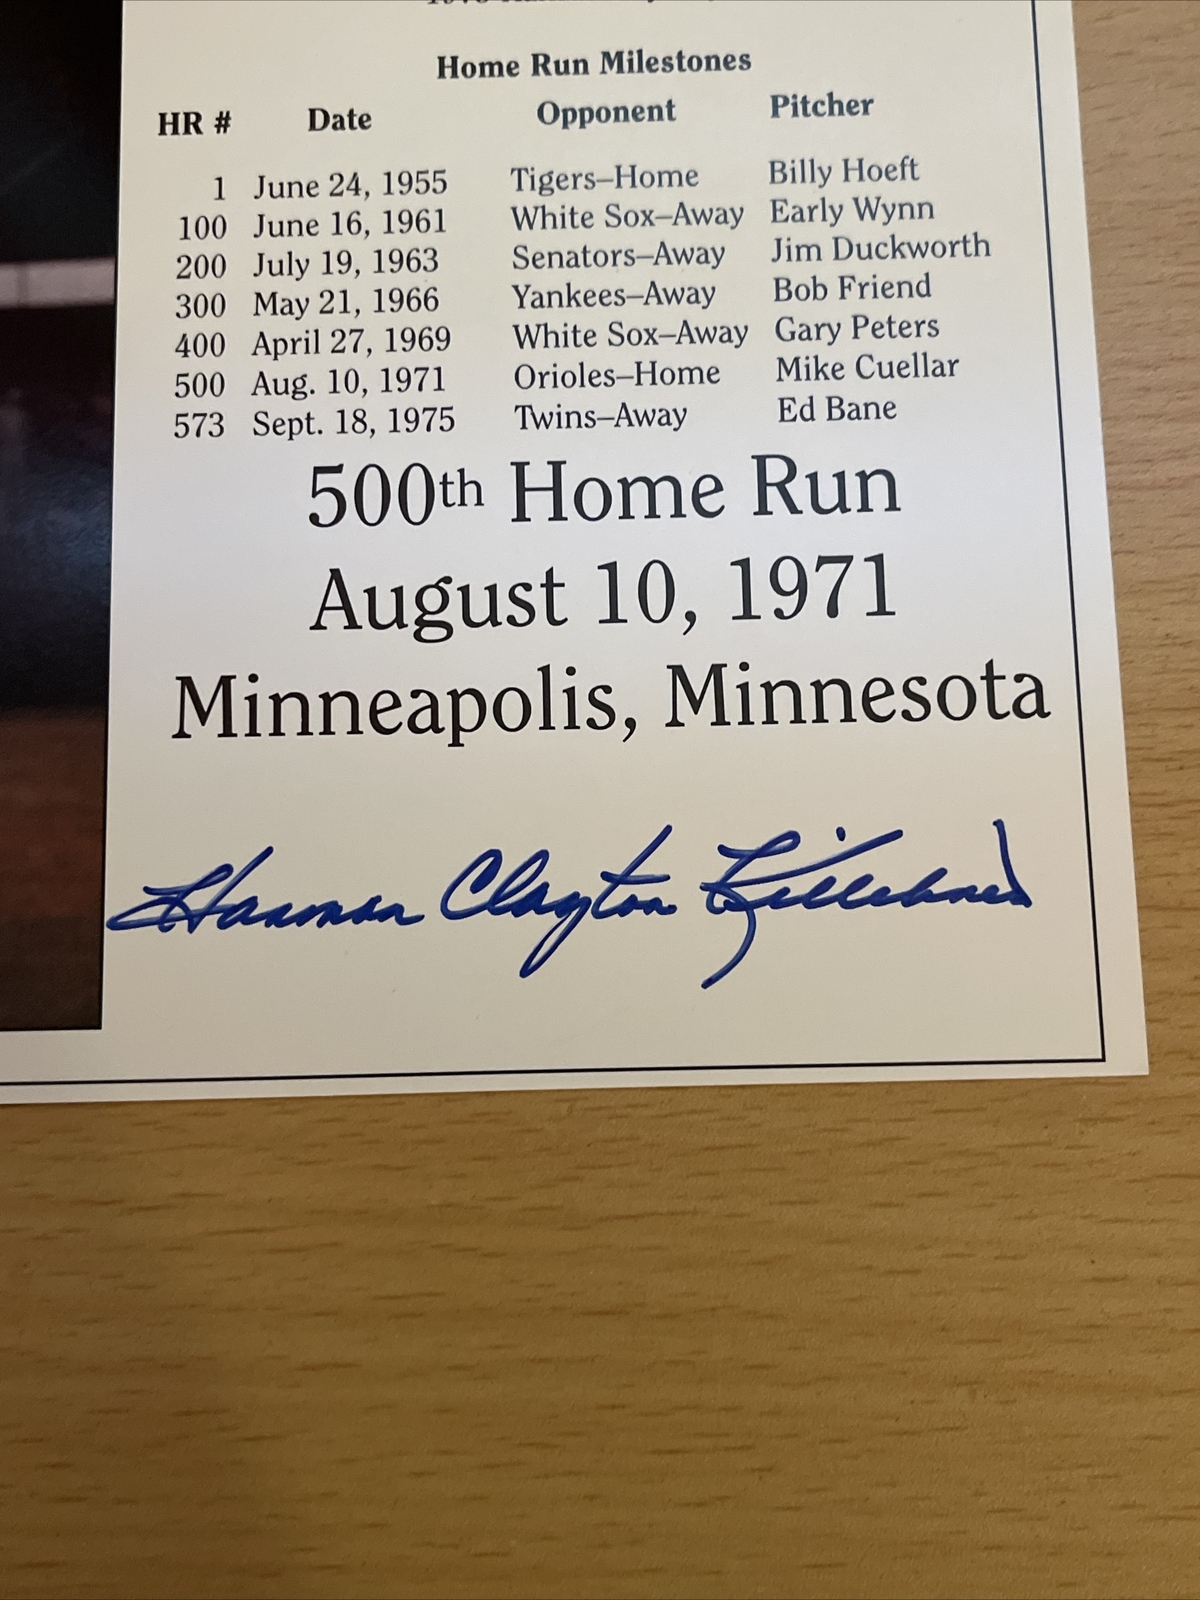 Home Run Milestones
HR # Date Opponent Pitcher
1 June 24, 1955 Tigers–Home Billy Hoeft
100 June 16, 1961 White Sox–Away Early Wynn
200 July 19, 1963 Senators–Away Jim Duckworth
300 May 21, 1966 Yankees–Away Bob Friend
400 April 27, 1969 White Sox–Away Gary Peters
500 Aug. 10, 1971 Orioles–Home Mike Cuellar
573 Sept. 18, 1975 Twins–Away Ed Bane
500th Home Run
August 10, 1971
Minneapolis, Minnesota
Harmon Clayton Killebrew